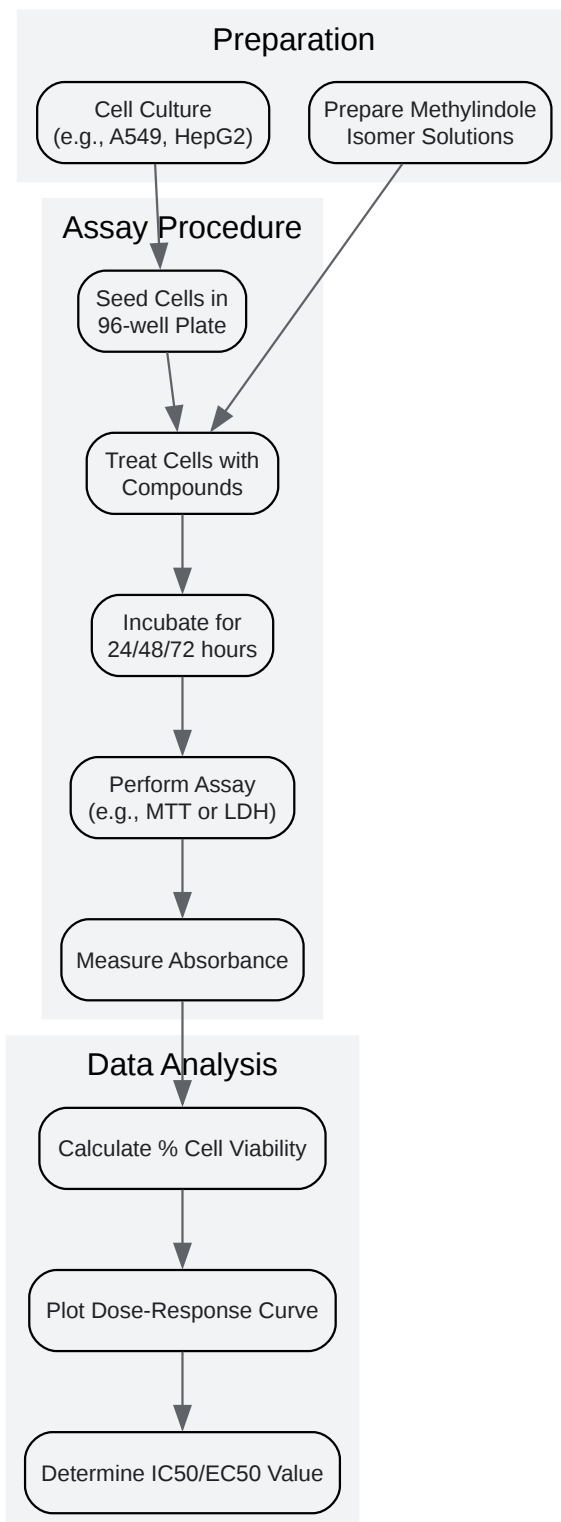 Preparation
Cell Culture
(e.g., A549, HepG2)
Prepare Methylindole
Isomer Solutions
Assay Procedure
Seed Cells in
96-well Plate
Treat Cells with
Compounds
Incubate for
24/48/72 hours
Perform Assay
(e.g., MTT or LDH)
Measure Absorbance
Data Analysis
Calculate % Cell Viability
Plot Dose-Response Curve
Determine IC50/EC50 Value